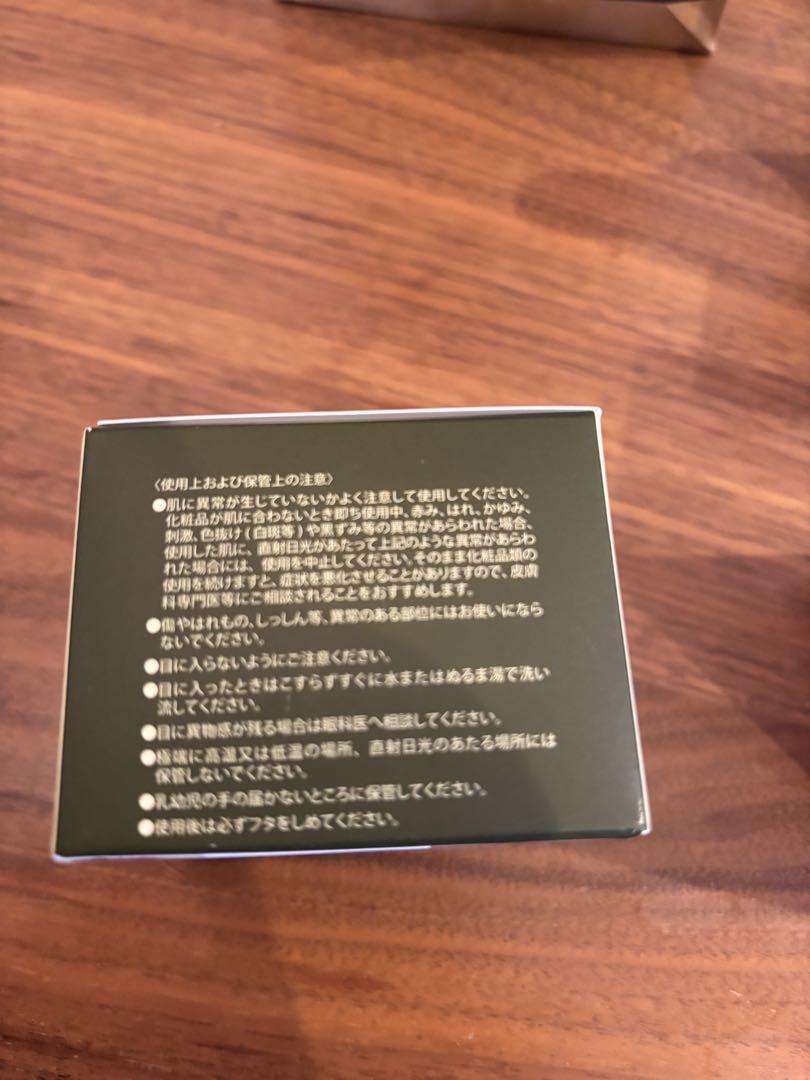 〈使用上および保管上の注意〉
●肌に異常が生じていないかよく注意して使用してください。
化粧品が肌に合わないとき即ち使用中、赤み、はれ、かゆみ、
刺激、色抜け(白斑等)や黒ずみ等の異常があらわれた場合、
使用した肌に、直射日光があたって上記のような異常があらわ
れた場合には、使用を中止してください。そのまま化粧品類の
使用を続けますと、症状を悪化させることがありますので、皮膚
科専門医等にご相談されることをおすすめします。
●傷やはれもの、しっしん等、異常のある部位にはお使いになら
ないでください。
●目に入らないようにご注意ください。
●目に入ったときはこすらずすぐに水またはぬるま湯で洗い
流してください。
●目に異物感が残る場合は眼科医へ相談してください。
●極端に高温又は低温の場所、直射日光のあたる場所には
保管しないでください。
●乳幼児の手の届かないところに保管してください。
●使用後は必ずフタをしめてください。